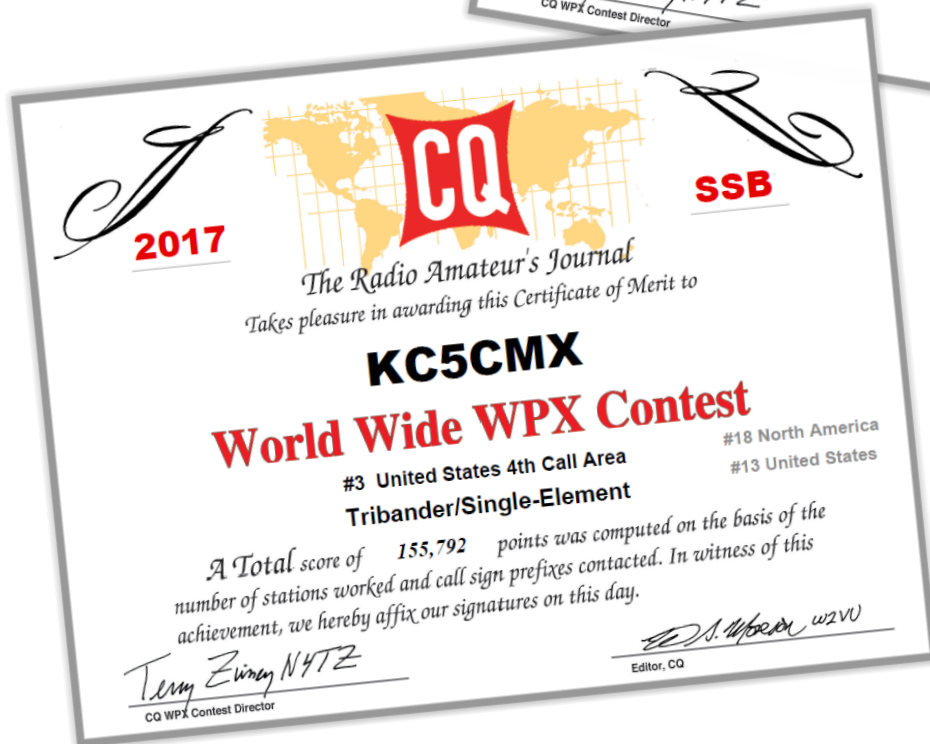 CQ WPX Contest Director
2017
CQ
SSB
The Radio Amateur's Journal
Takes pleasure in awarding this Certificate of Merit to
KC5CMX
World Wide WPX Contest
#3 United States 4th Call Area
#18 North America
Tribander/Single-Element
#13 United States
A Total score of 155,792 points was computed on the basis of the
number of stations worked and call sign prefixes contacted. In witness of this
achievement, we hereby affix our signatures on this day.
Terry Zivney N4TZ
CQ WPX Contest Director
W2VU
Editor, CQ